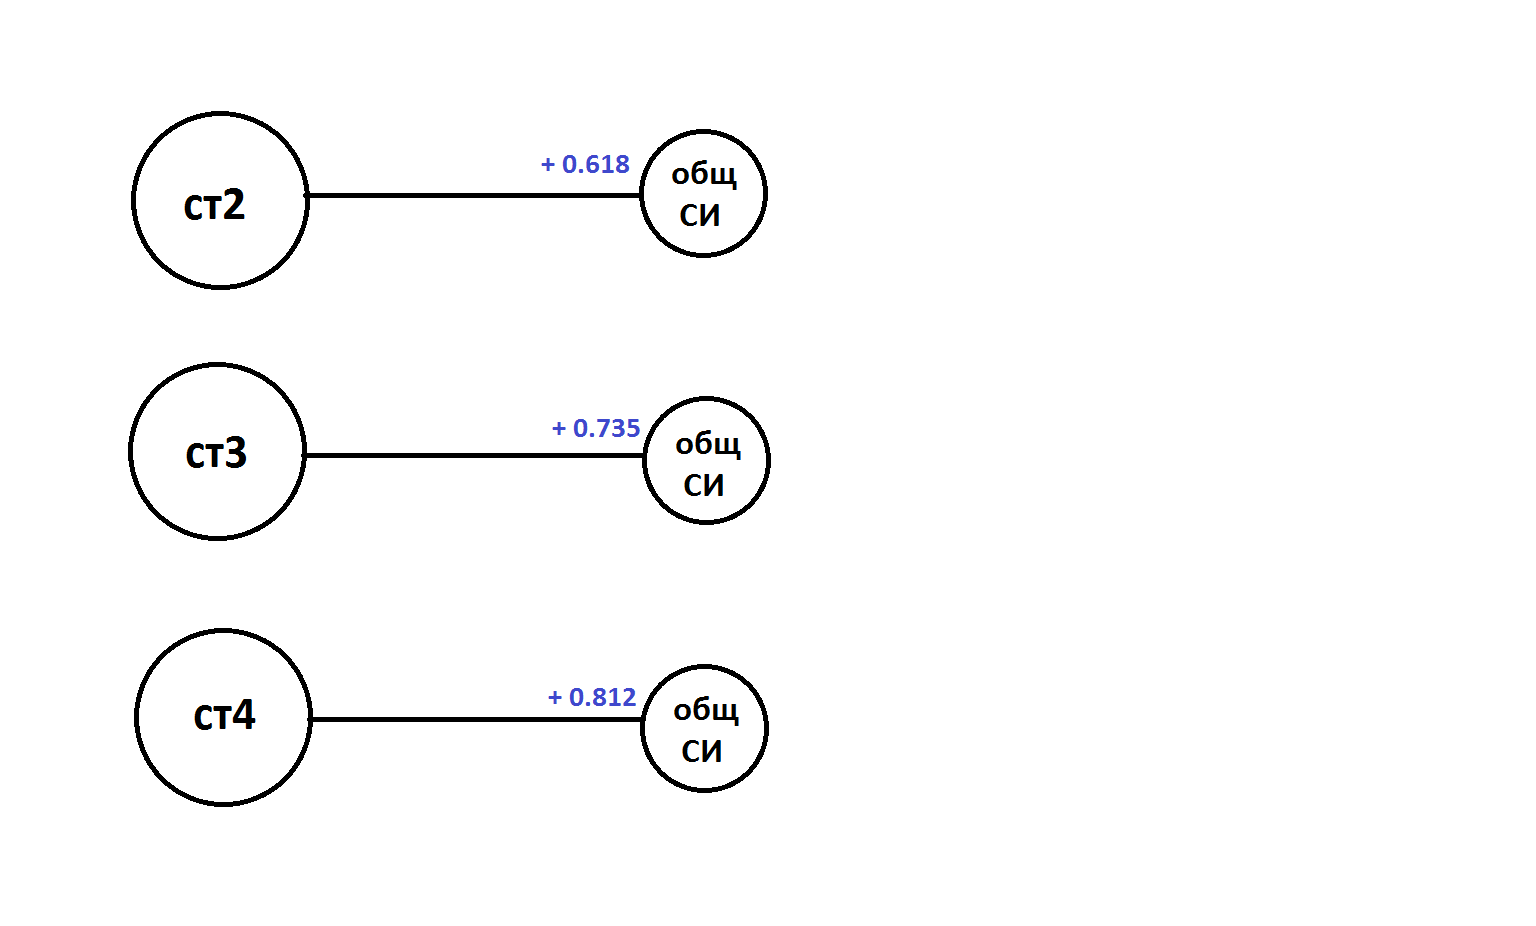 ст2
+ 0.618
общ
СИ
ст3
+ 0.735
общ
СИ
ст4
+ 0.812
общ
СИ